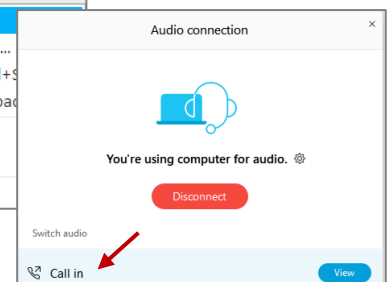 Audio connection
...
+S
You're using computer for audio.
Disconnect
Switch audio
Call in
View